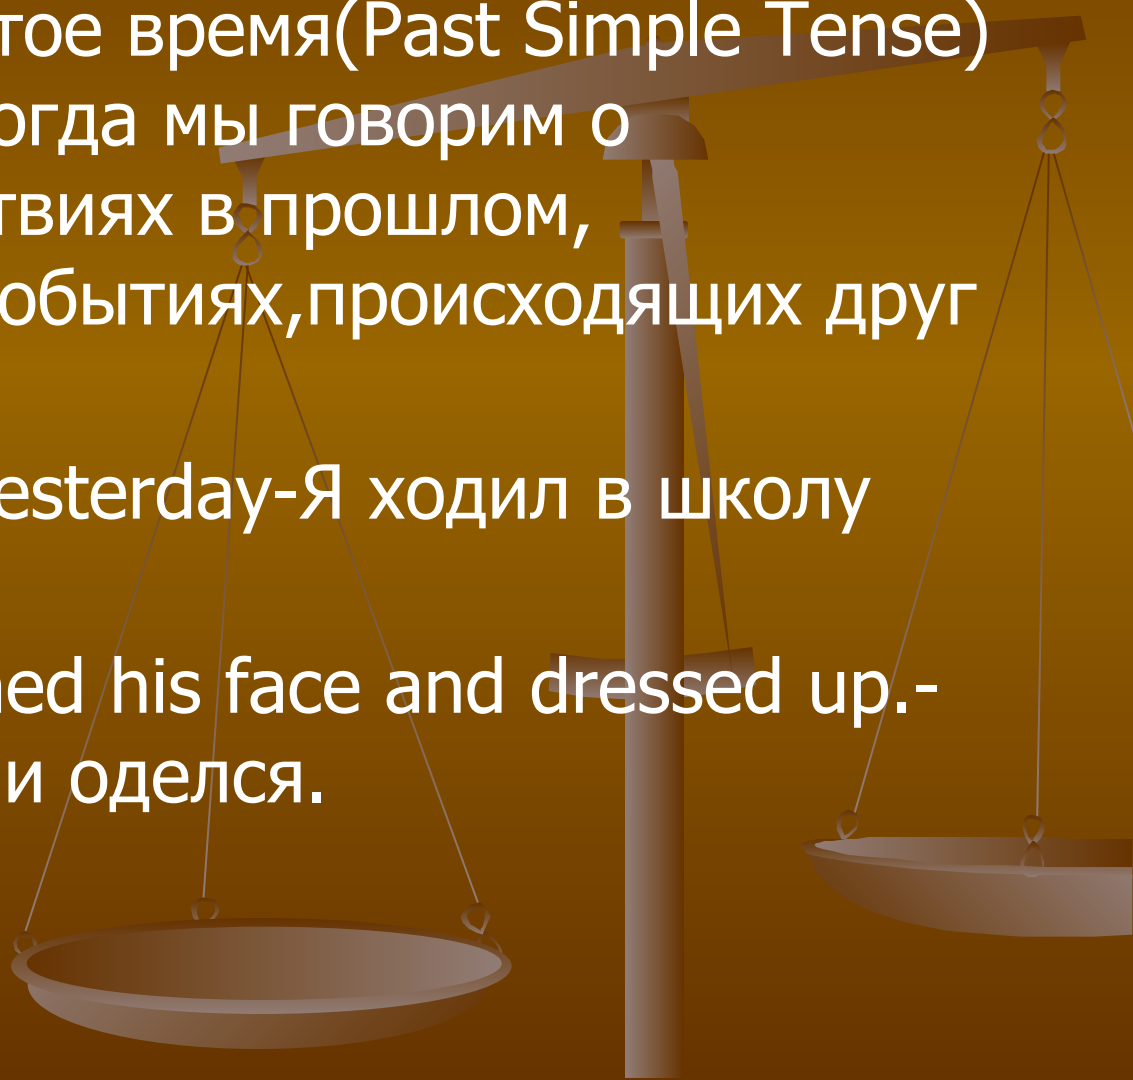 тое время(Past Simple Tense)
огда мы говорим о
твиях в прошлом,
обытиях,происходящих друг
esterday-Я ходил в школу
ned his face and dressed up.-
и оделся.